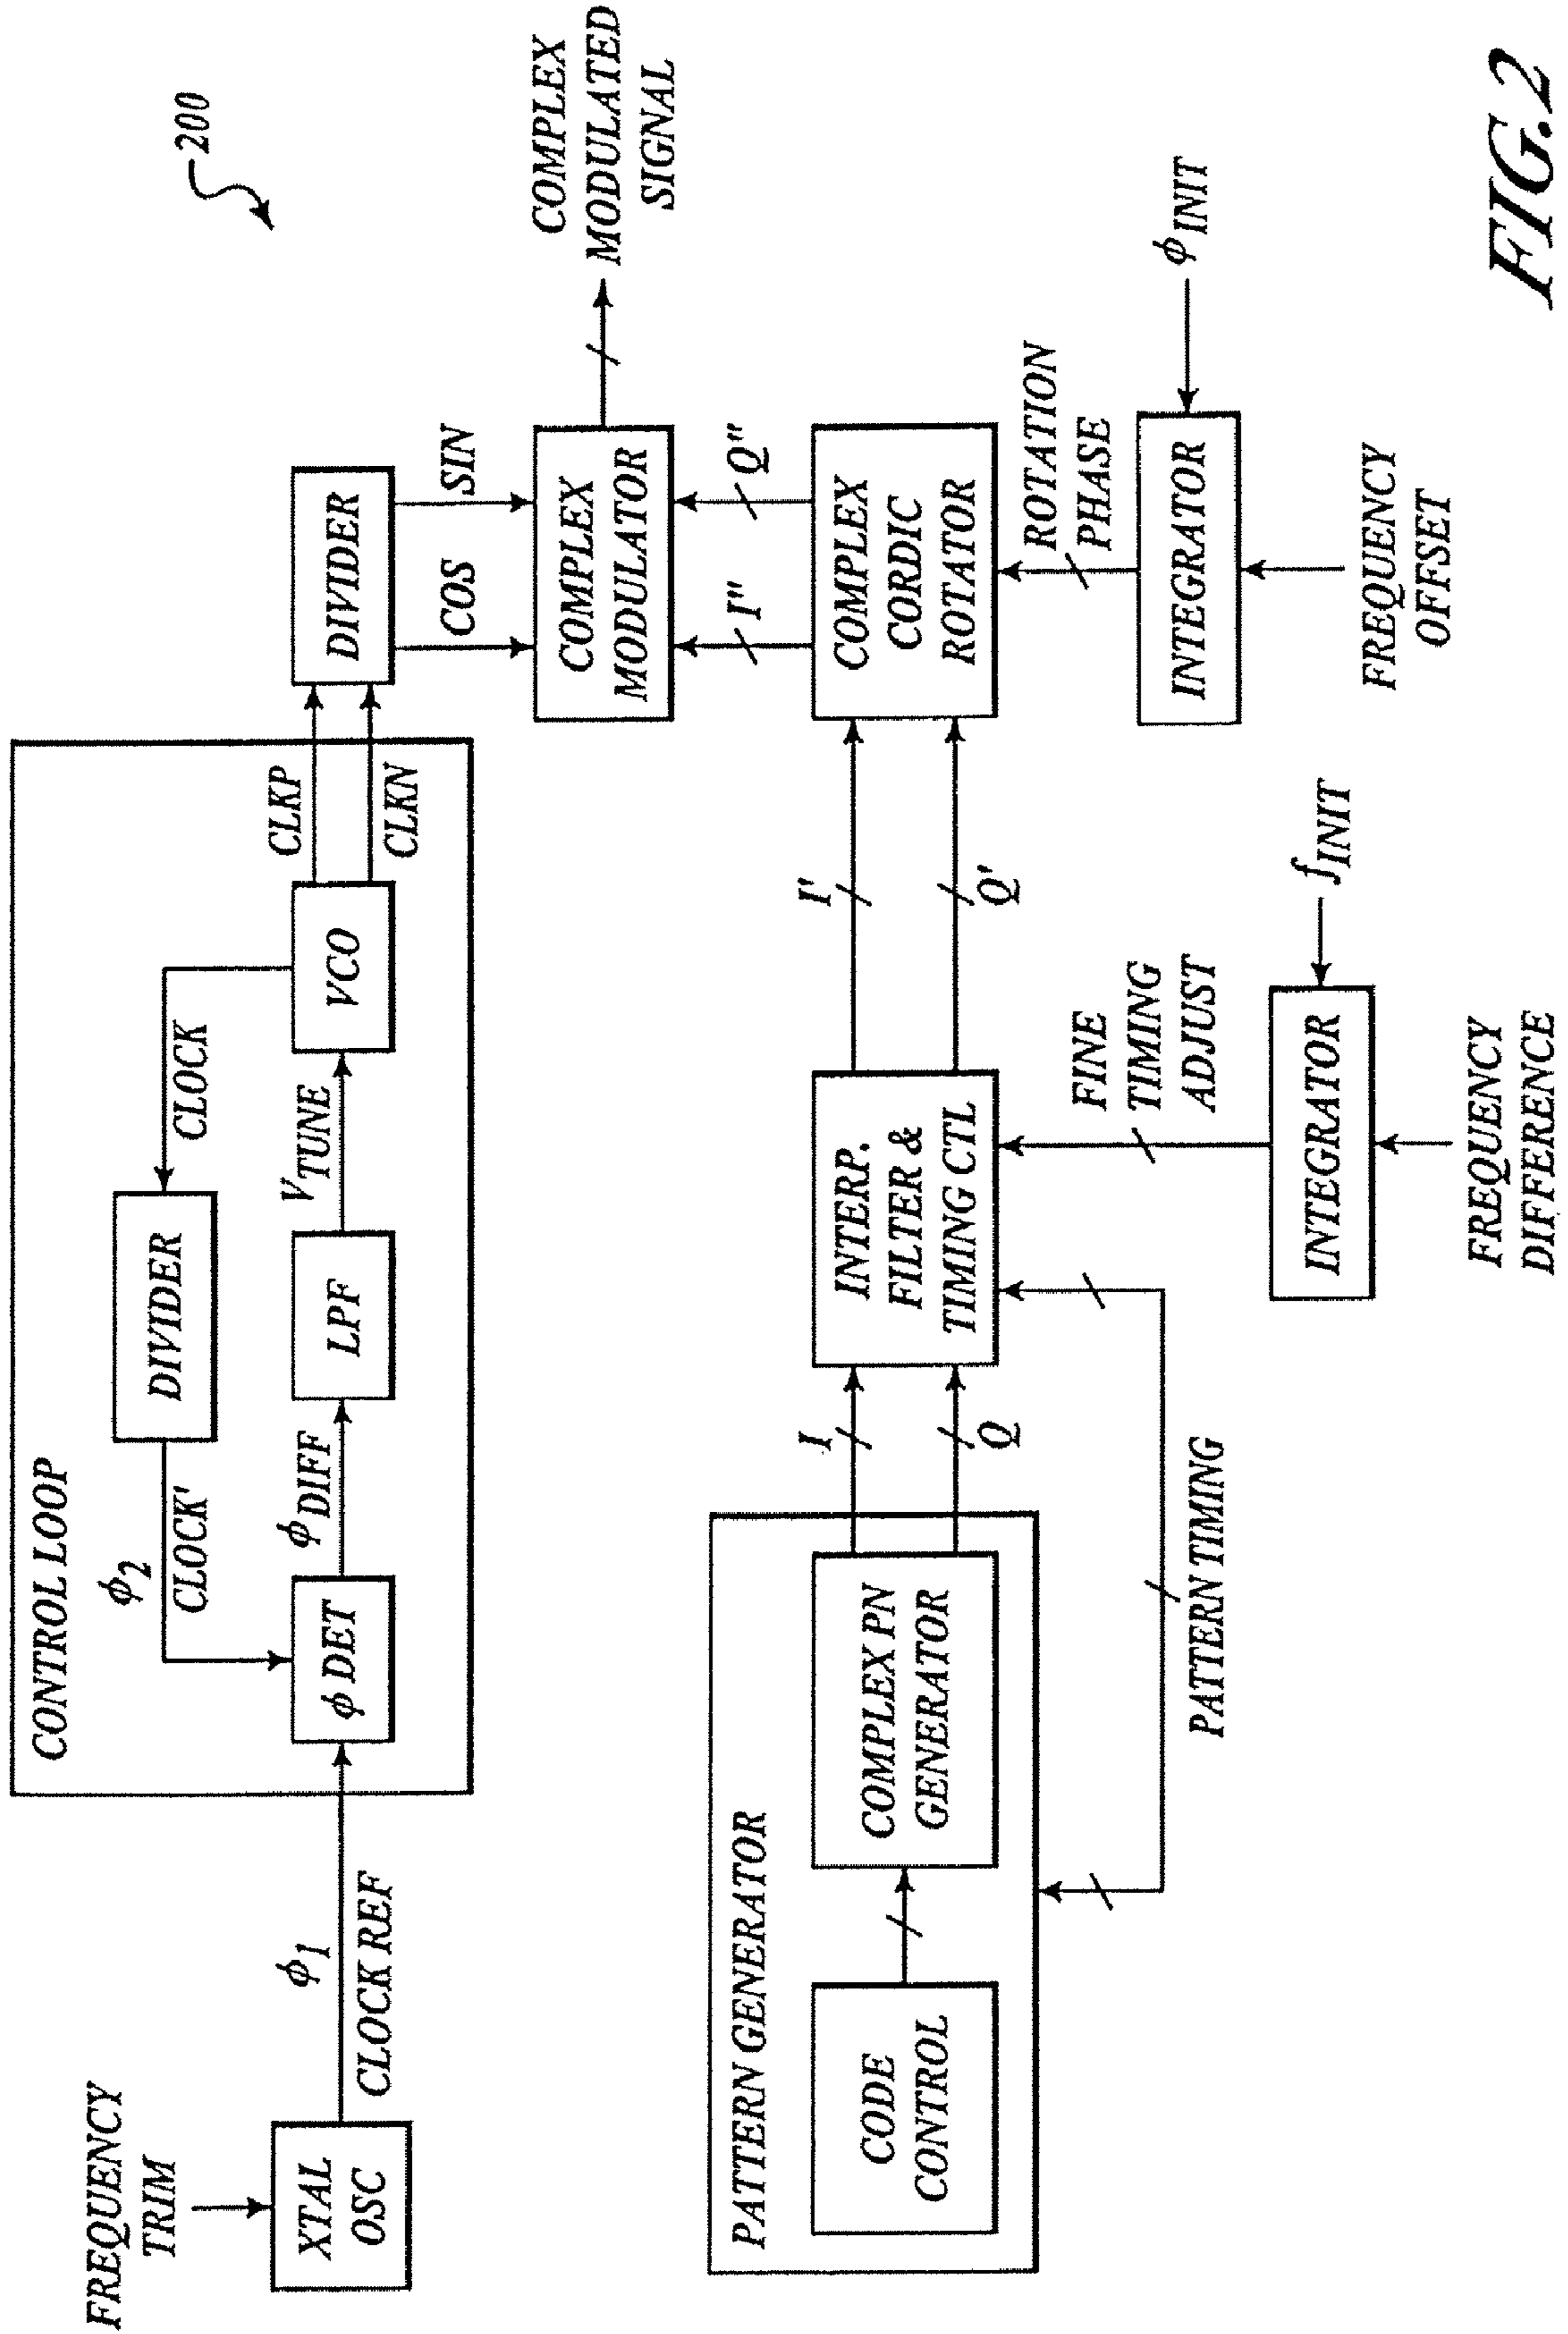 200
CONTROL LOOP
FREQUENCY
TRIM
XTAL
OSC
ϕ1
CLOCK REF
ϕ DET
ϕ2
CLOCK'
DIVIDER
CLOCK
ϕDIFF
LPF
VTUNE
VCO
CLKP
CLKN
DIVIDER
COS
SIN
COMPLEX
MODULATOR
COMPLEX
MODULATED
SIGNAL
I"
Q"
PATTERN GENERATOR
CODE
CONTROL
COMPLEX PN
GENERATOR
I
Q
INTERP.
FILTER &
TIMING CTL
I'
Q'
COMPLEX
CORDIC
ROTATOR
PATTERN TIMING
FINE
TIMING
ADJUST
ROTATION
PHASE
INTEGRATOR
fINIT
FREQUENCY
DIFFERENCE
INTEGRATOR
ϕINIT
FREQUENCY
OFFSET
FIG.2